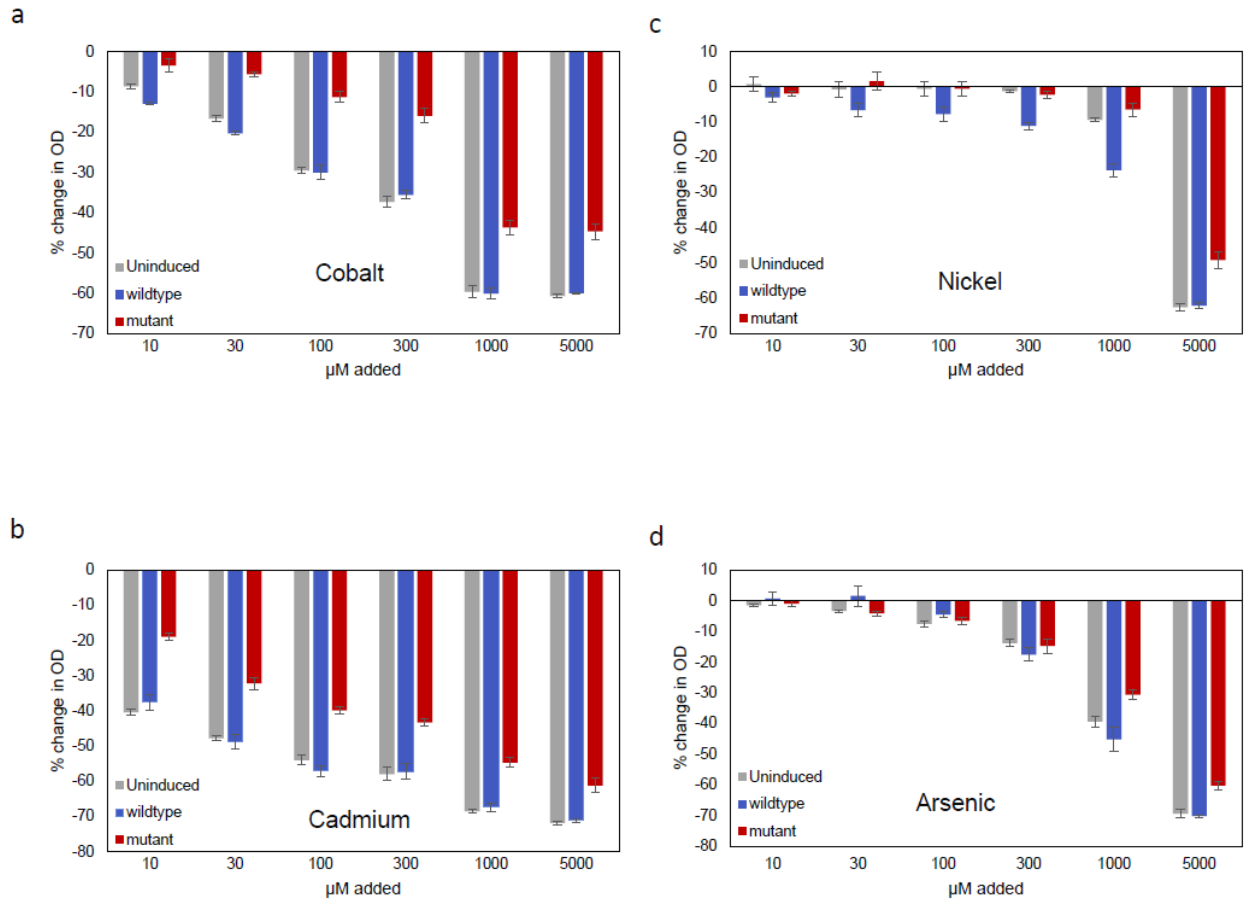 a
% change in OD
0
-10
-20
-30
-40
-50
-60
-70
Uninduced
wildtype
mutant
Cobalt
10 30 100 300 1000 5000
µM added
c
% change in OD
10
0
-10
-20
-30
-40
-50
-60
-70
Uninduced
wildtype
mutant
Nickel
10 30 100 300 1000 5000
µM added
b
% change in OD
0
-10
-20
-30
-40
-50
-60
-70
-80
Uninduced
wildtype
mutant
Cadmium
10 30 100 300 1000 5000
µM added
d
% change in OD
10
0
-10
-20
-30
-40
-50
-60
-70
-80
Uninduced
wildtype
mutant
Arsenic
10 30 100 300 1000 5000
µM added